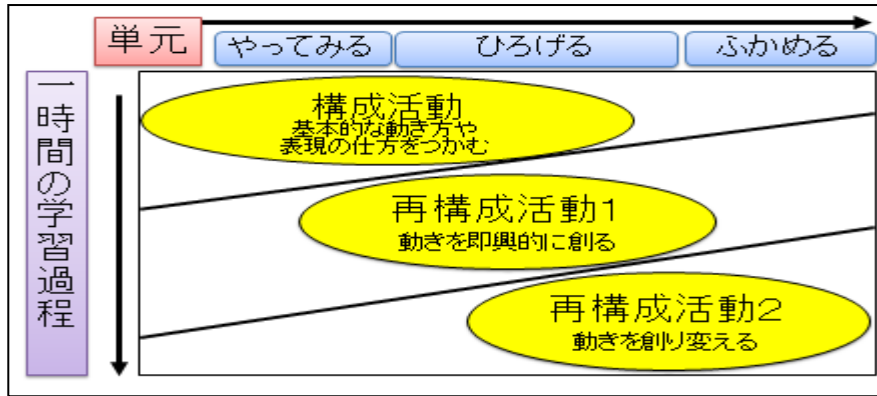 単元
やってみる
ひろげる
ふかめる
一時間の学習過程
構成活動
基本的な動き方や
表現の仕方をつかむ
再構成活動1
動きを即興的に創る
再構成活動2
動きを創り変える